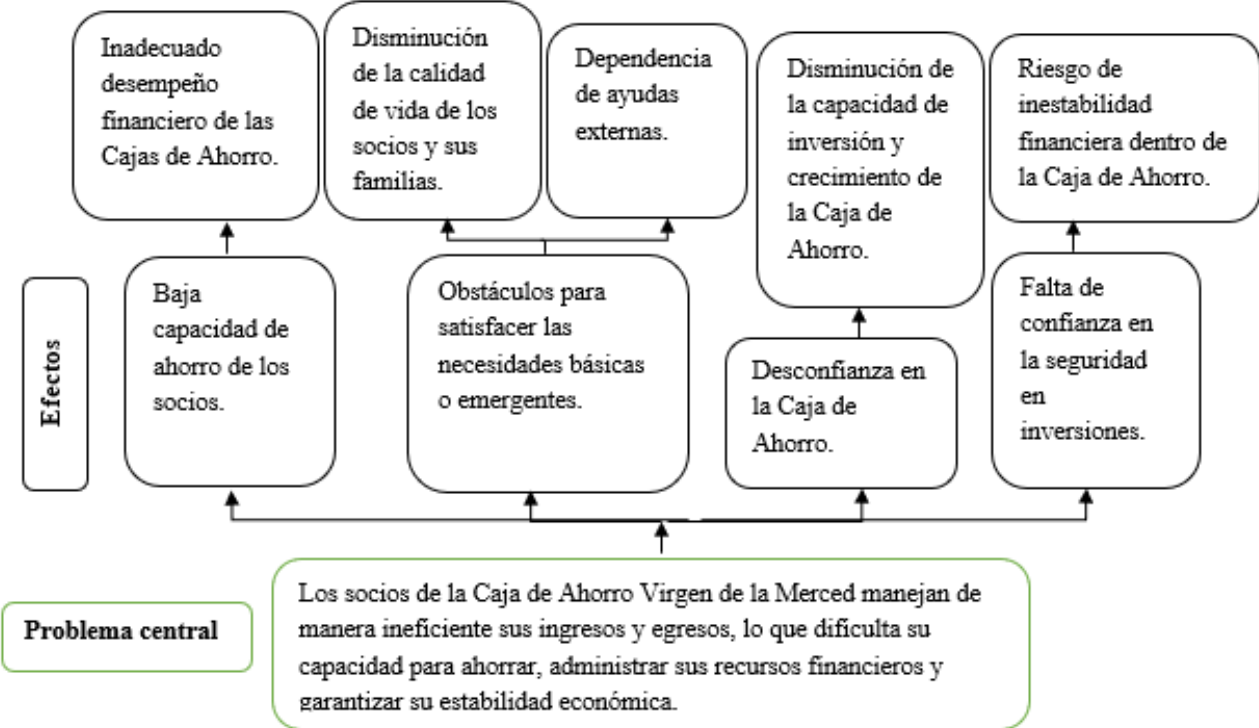 Inadecuado
desempeño
financiero de las
Cajas de Ahorro.
Disminución
de la calidad
de vida de los
socios y sus
familias.
Dependencia
de ayudas
externas.
Disminución de
la capacidad de
inversión y
crecimiento de
la Caja de
Ahorro.
Riesgo de
inestabilidad
financiera dentro de
la Caja de Ahorro.
Efectos
Baja
capacidad de
ahorro de los
socios.
Obstáculos para
satisfacer las
necesidades básicas
o emergentes.
Desconfianza en
la Caja de
Ahorro.
Falta de
confianza en
la seguridad
en
inversiones.
Problema central
Los socios de la Caja de Ahorro Virgen de la Merced manejan de
manera ineficiente sus ingresos y egresos, lo que dificulta su
capacidad para ahorrar, administrar sus recursos financieros y
garantizar su estabilidad económica.